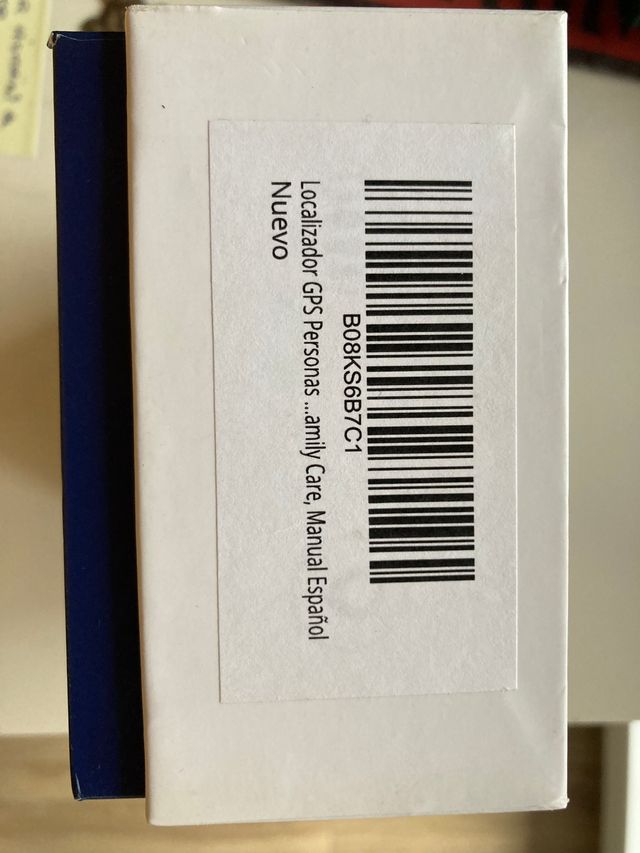 B08KS6B7C1
Localizador GPS Personas ...amily Care, Manual Español
Nuevo